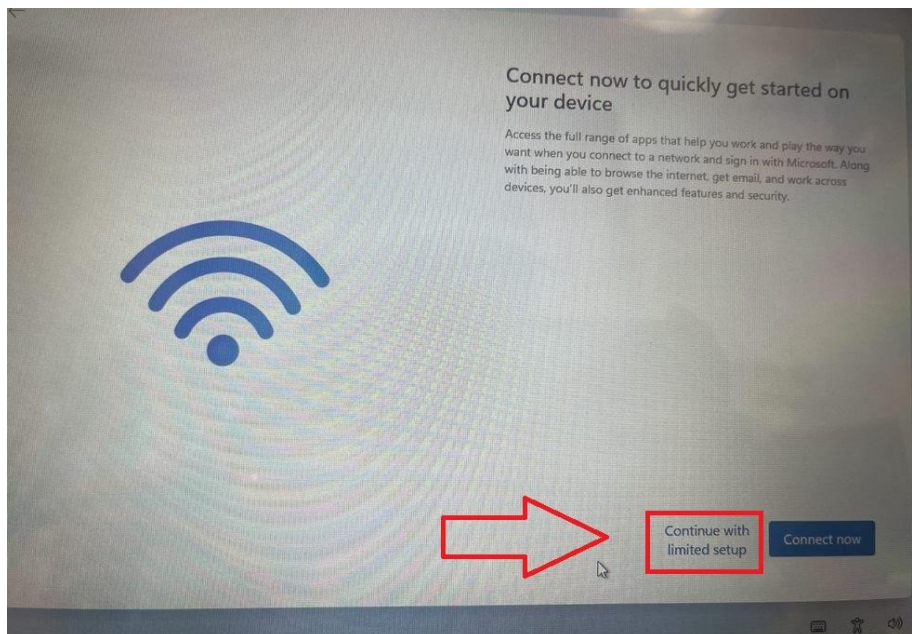 Connect now to quickly get started on
your device
Access the full range of apps that help you work and play the way you
want when you connect to a network and sign in with Microsoft. Along
with being able to browse the internet, get email, and work across
devices, you'll also get enhanced features and security.
Continue with
limited setup
Connect now